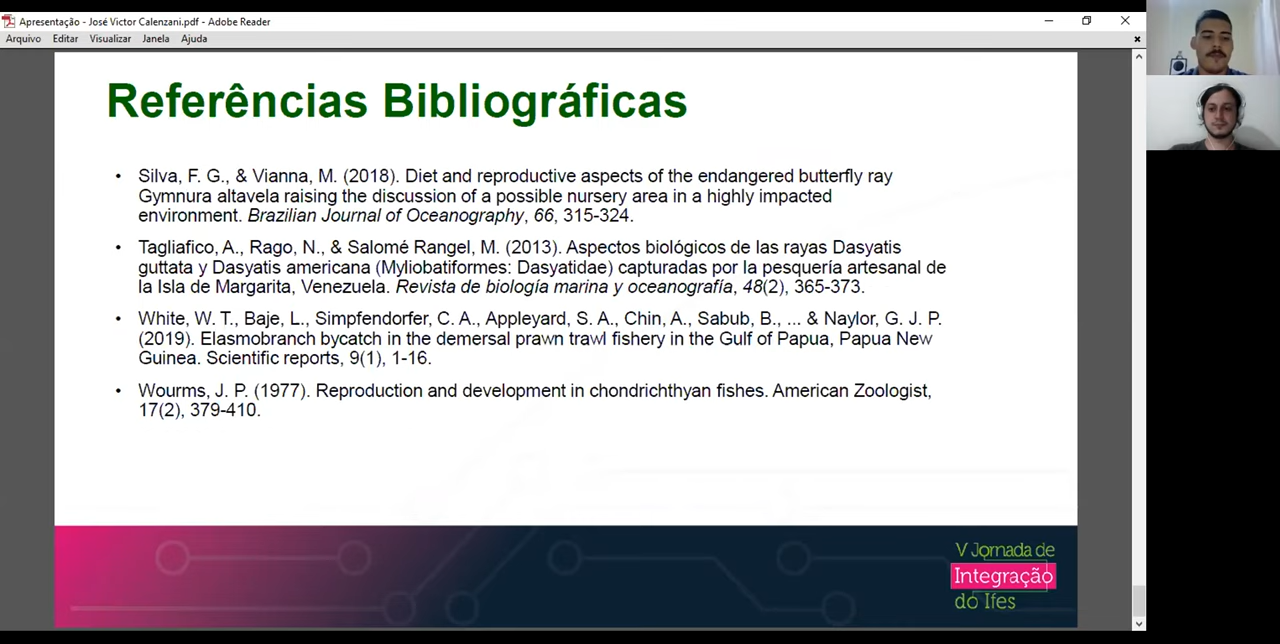 Apresentação - José Victor Calenzani.pdf - Adobe Reader
Arquivo Editar Visualizar Janela Ajuda
Referências Bibliográficas
• Silva, F. G., & Vianna, M. (2018). Diet and reproductive aspects of the endangered butterfly ray
Gymnura altavela raising the discussion of a possible nursery area in a highly impacted
environment. Brazilian Journal of Oceanography, 66, 315-324.
• Tagliafico, A., Rago, N., & Salomé Rangel, M. (2013). Aspectos biológicos de las rayas Dasyatis
guttata y Dasyatis americana (Myliobatiformes: Dasyatidae) capturadas por la pesquería artesanal de
la Isla de Margarita, Venezuela. Revista de biología marina y oceanografía, 48(2), 365-373.
• White, W. T., Baje, L., Simpfendorfer, C. A., Appleyard, S. A., Chin, A., Sabub, B., ... & Naylor, G. J. P.
(2019). Elasmobranch bycatch in the demersal prawn trawl fishery in the Gulf of Papua, Papua New
Guinea. Scientific reports, 9(1), 1-16.
• Wourms, J. P. (1977). Reproduction and development in chondrichthyan fishes. American Zoologist,
17(2), 379-410.
V Jornada de
Integração
do Ifes